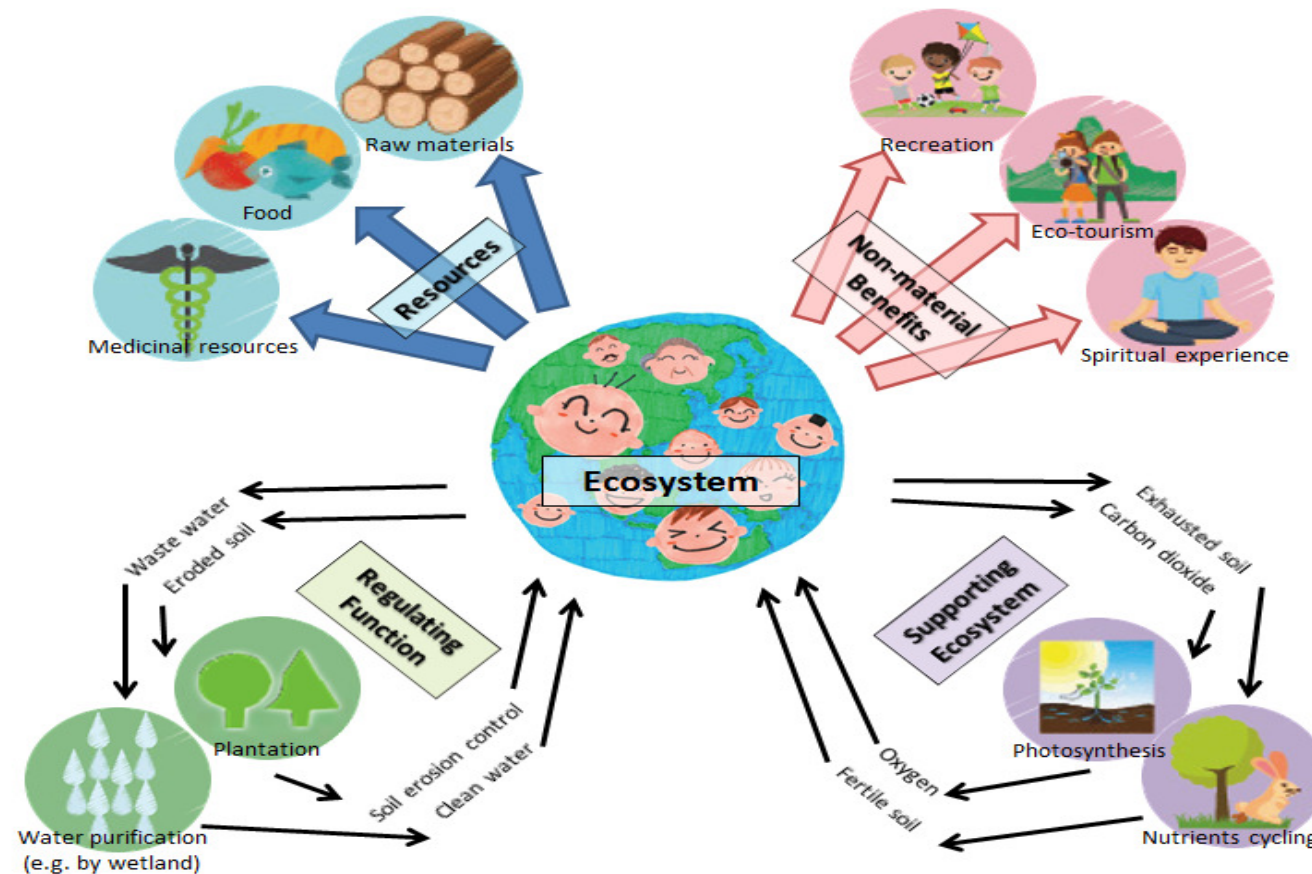 Raw materials
Food
Medicinal resources
Resources
Recreation
Eco-tourism
Spiritual experience
Non-material
Benefits
Ecosystem
Waste water
Eroded soil
Regulating
Function
Plantation
Water purification
(e.g. by wetland)
Soil erosion control
Clean water
Exhausted soil
Carbon dioxide
Supporting
Ecosystem
Photosynthesis
Nutrients cycling
Oxygen
Fertile soil